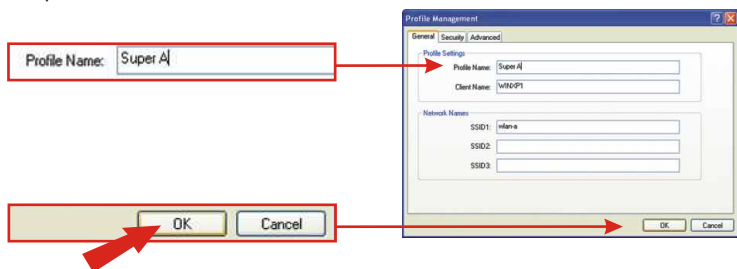 Profile Name: Super A
OK Cancel
Profile Management
General Security Advanced
Profile Settings
Profile Name: Super A
Client Name: WINXP1
Network Names
SSID1: wlan-a
SSID2:
SSID3:
OK Cancel